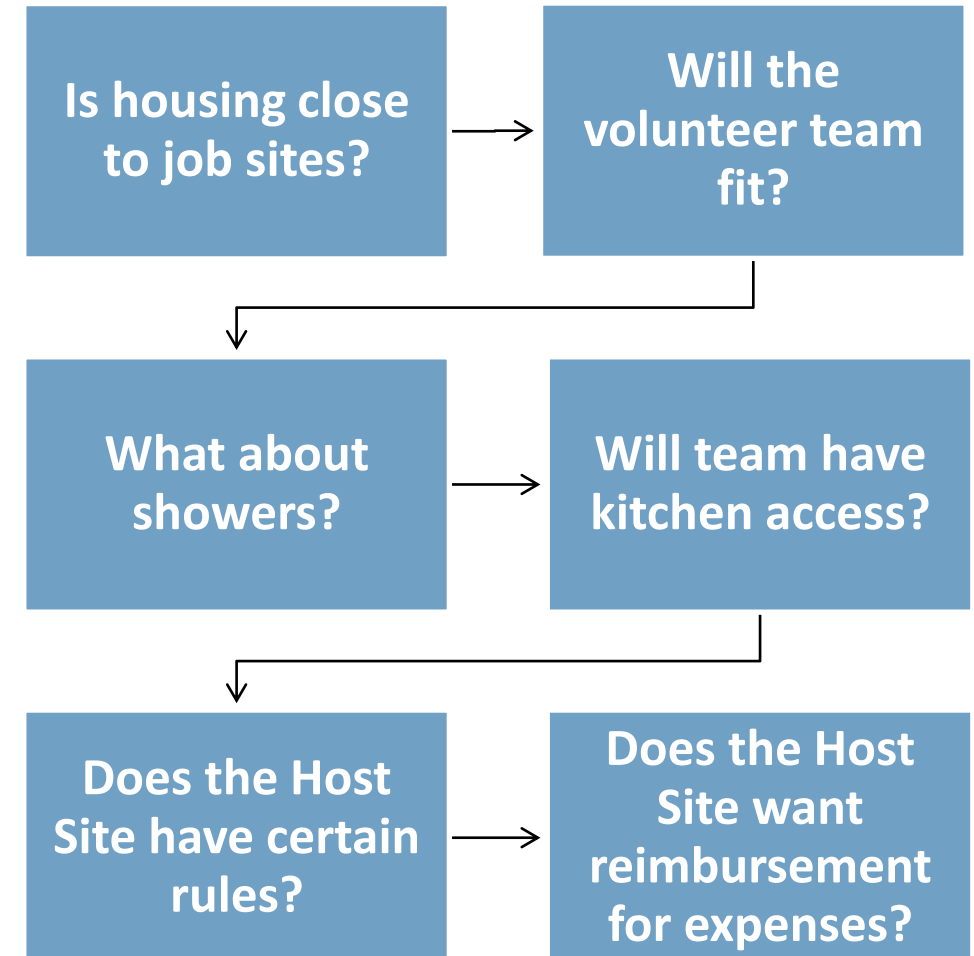 Is housing close
to job sites?
Will the
volunteer team
fit?
What about
showers?
Will team have
kitchen access?
Does the Host
Site have certain
rules?
Does the Host
Site want
reimbursement
for expenses?